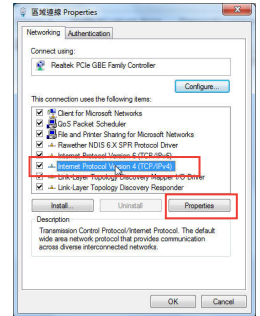 區域連線 Properties
Networking Authentication
Connect using:
Realtek PCIe GBE Family Controller
Configure...
This connection uses the following items:
Client for Microsoft Networks
QoS Packet Scheduler
File and Printer Sharing for Microsoft Networks
Rawether NDIS 6.X SPR Protocol Driver
Internet Protocol Version 6 (TCP/IPv6)
Internet Protocol Version 4 (TCP/IPv4)
Link-Layer Topology Discovery Mapper I/O Driver
Link-Layer Topology Discovery Responder
Install... Uninstall Properties
Description
Transmission Control Protocol/Internet Protocol. The default
wide area network protocol that provides communication
across diverse interconnected networks.
OK Cancel